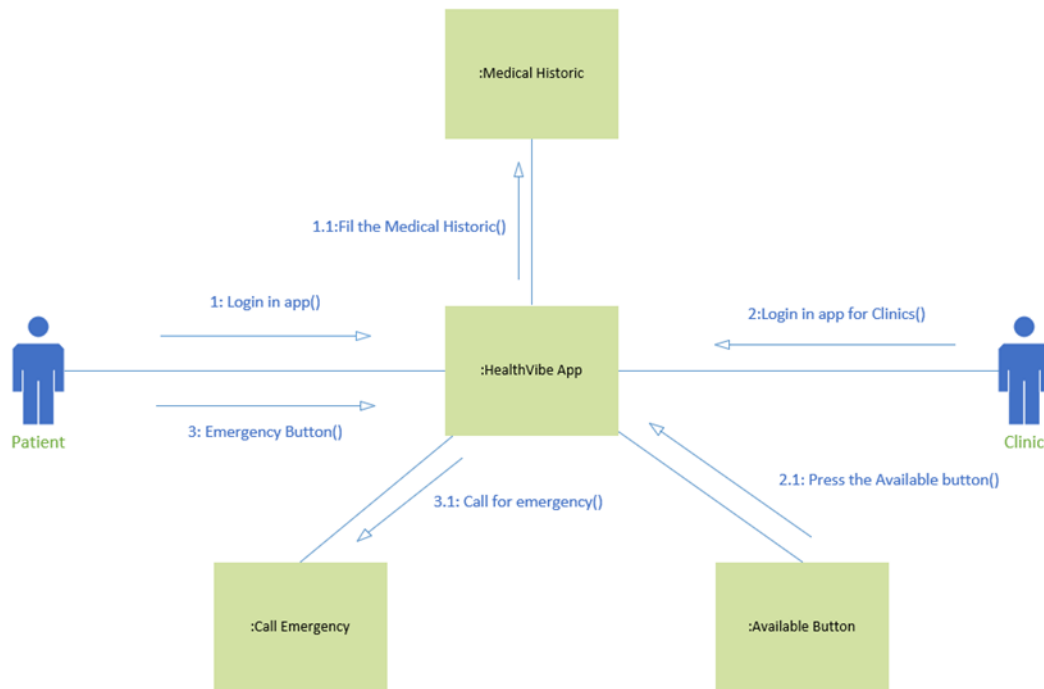 :Medical Historic
1.1:Fil the Medical Historic()
1: Login in app()
2:Login in app for Clinics()
:HealthVibe App
3: Emergency Button()
Patient
Clinic
2.1: Press the Available button()
3.1: Call for emergency()
:Call Emergency
:Available Button